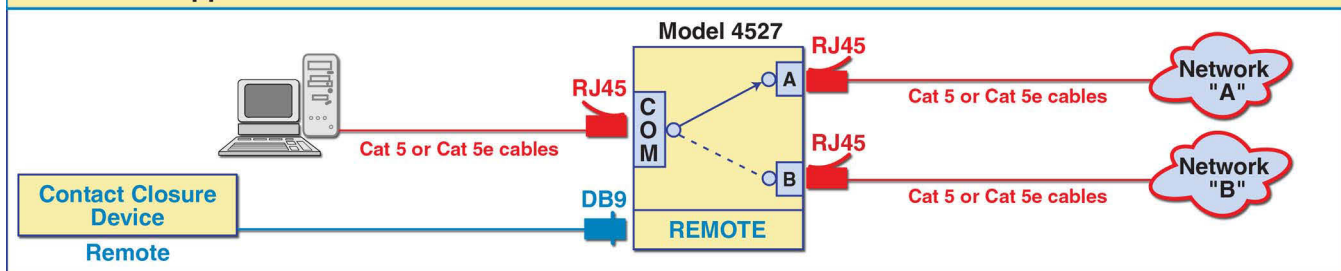 Model 4527
RJ45
A
RJ45
COM
Cat 5 or Cat 5e cables
Cat 5 or Cat 5e cables
Network
"A"
RJ45
B
Cat 5 or Cat 5e cables
Network
"B"
Contact Closure
Device
Remote
DB9
REMOTE